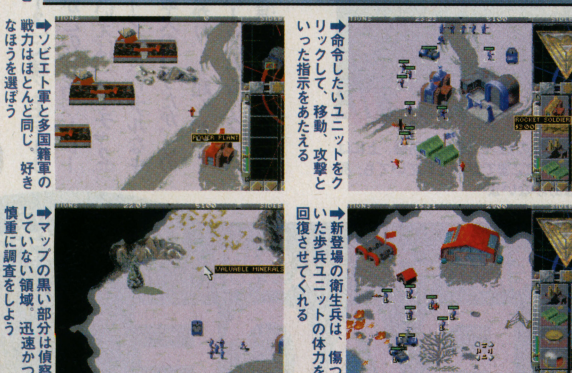 ➡命令したいユニットをク
リックして、移動、攻撃と
いった指示をあたえる
➡ソビエト軍と多国籍軍の
戦力はほとんど同じ。好き
なほうを選ぼう
➡新登場の衛生兵は、傷つ
いた歩兵ユニットの体力を
回復させてくれる
➡マップの黒い部分は偵察
していない領域。迅速かつ
慎重に調査をしよう
POWER PLANT
ROCKET SOLDIER
$300
VALUABLE MINERALS